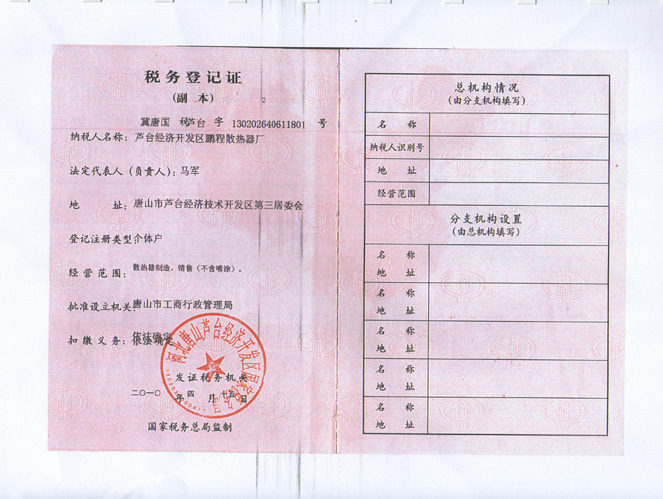 税务登记证
(副 本)
2
冀唐国 税芦台 字 130202640611801 号
纳税人名称: 芦台经济开发区鹏程散热器厂
法定代表人(负责人): 马军
地 址: 唐山市芦台经济技术开发区第三居委会
登记注册类型: 个体户
经营范围: 散热器制造、销售(不含喷涂)。
批准设立机关: 唐山市工商行政管理局
扣缴义务: 依法确定
发证税务机关
二〇一〇 年 四 月 十五 日
国家税务总局监制
总机构情况
(由分支机构填写)
名 称
纳税人识别号
地 址
经营范围
分支机构设置
(由总机构填写)
名 称
地 址
名 称
地 址
名 称
地 址
名 称
地 址
名 称
地 址